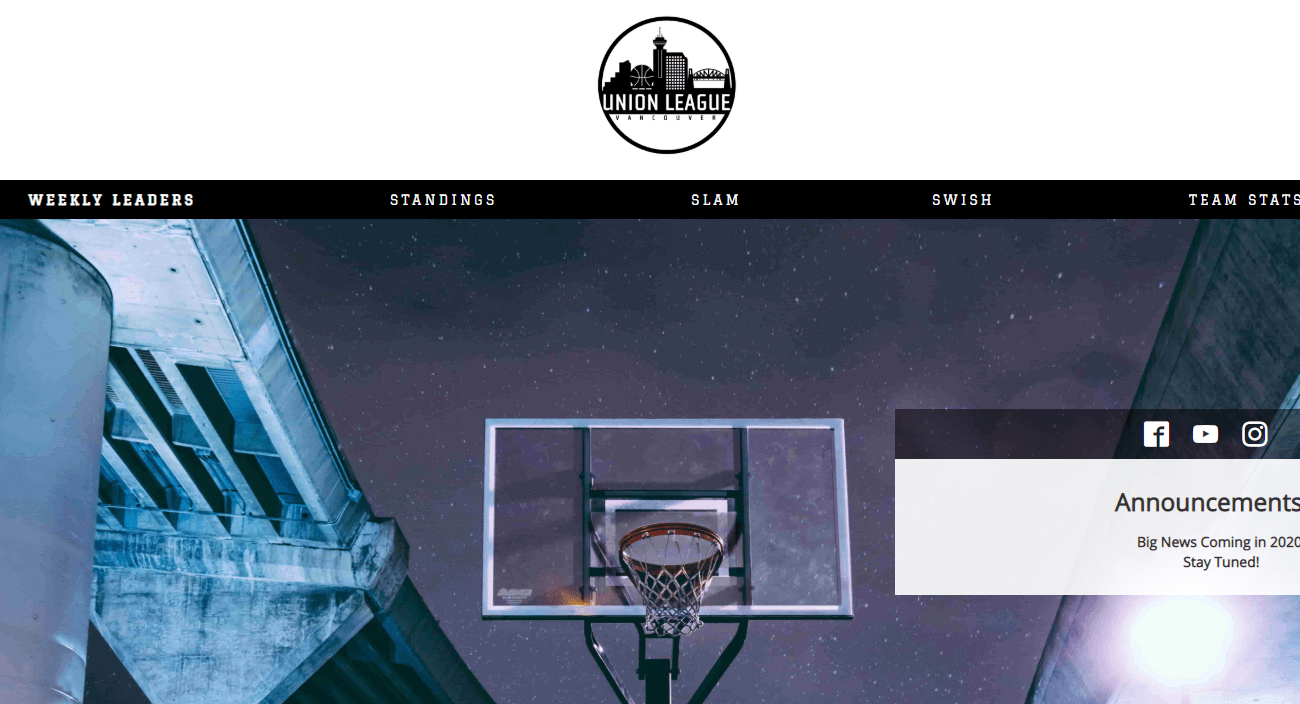 UNION LEAGUE
VANCOUVER
WEEKLY LEADERS
STANDINGS
SLAM
SWISH
TEAM STATS
Announcements
Big News Coming in 2020
Stay Tuned!